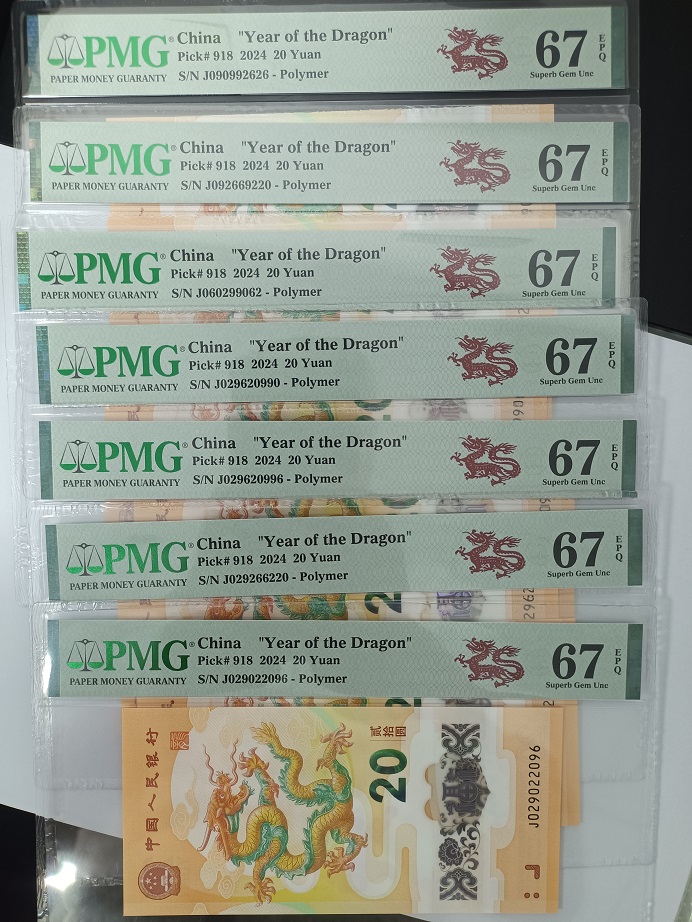 PMG® China "Year of the Dragon" 67 EPQ
Pick# 918 2024 20 Yuan
PAPER MONEY GUARANTY S/N J090992626 - Polymer Superb Gem Unc
PMG® China "Year of the Dragon" 67 EPQ
Pick# 918 2024 20 Yuan
PAPER MONEY GUARANTY S/N J092669220 - Polymer Superb Gem Unc
PMG® China "Year of the Dragon" 67 EPQ
Pick# 918 2024 20 Yuan
PAPER MONEY GUARANTY S/N J060299062 - Polymer Superb Gem Unc
PMG® China "Year of the Dragon" 67 EPQ
Pick# 918 2024 20 Yuan
PAPER MONEY GUARANTY S/N J029620990 - Polymer Superb Gem Unc
PMG® China "Year of the Dragon" 67 EPQ
Pick# 918 2024 20 Yuan
PAPER MONEY GUARANTY S/N J029620996 - Polymer Superb Gem Unc
PMG® China "Year of the Dragon" 67 EPQ
Pick# 918 2024 20 Yuan
PAPER MONEY GUARANTY S/N J029266220 - Polymer Superb Gem Unc
PMG® China "Year of the Dragon" 67 EPQ
Pick# 918 2024 20 Yuan
PAPER MONEY GUARANTY S/N J029022096 - Polymer Superb Gem Unc
中国人民银行
贰拾圆
20
J029022096